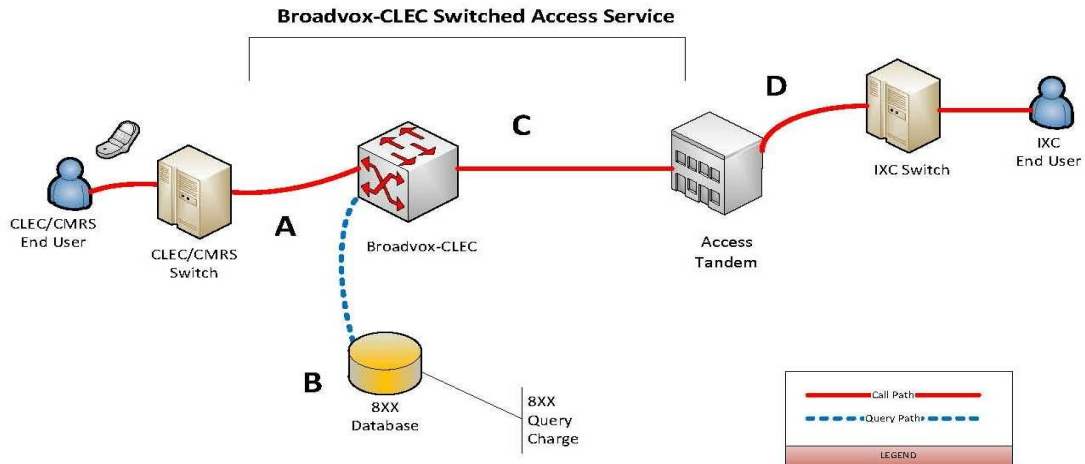 Broadvox-CLEC Switched Access Service
D
C
IXC
End User
IXC Switch
CLEC/CMRS
End User
A
CLEC/CMRS
Switch
Broadvox-CLEC
Access
Tandem
B
8XX
Database
8XX
Query
Charge
Call Path
Query Path
LEGEND